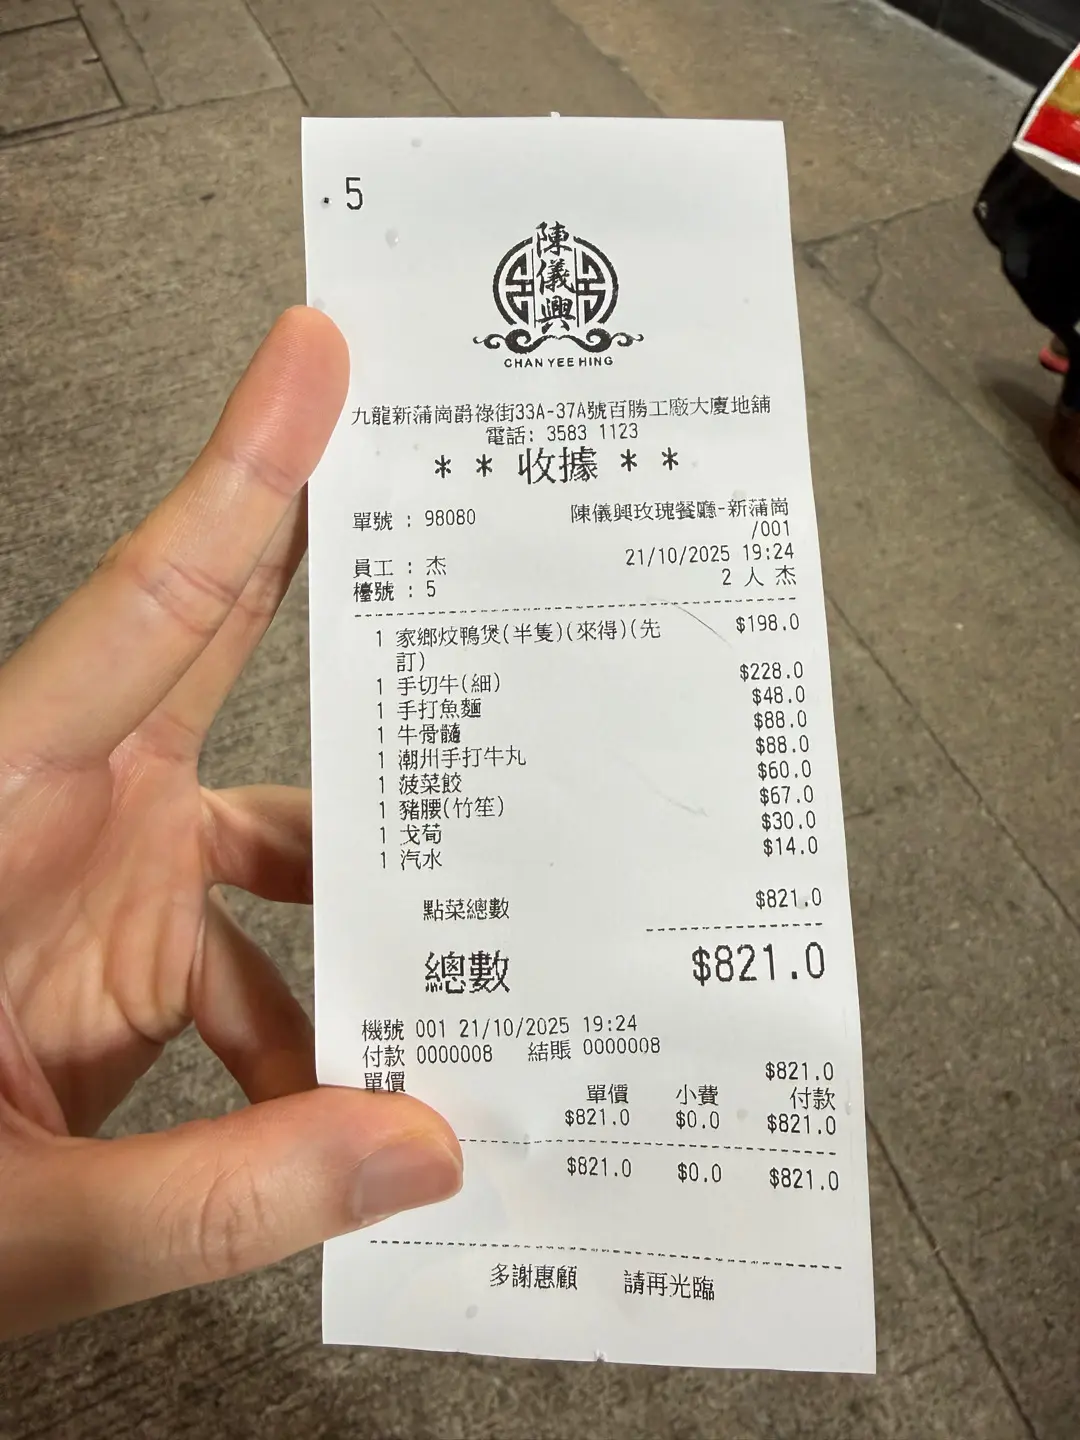 . 5
陳儀興
CHAN YEE HING
九龍新蒲崗爵祿街33A-37A號百勝工廠大廈地舖
電話: 3583 1123
* * 收據 * *
單號 : 98080 陳儀興玫瑰餐廳-新蒲崗
/001
21/10/2025 19:24
員工 : 杰
檯號 : 5 2 人 杰
1 家鄉炆鴨煲(半隻)(來得)(先 $198.0
訂)
1 手切牛(細) $228.0
1 手打魚麵 $48.0
1 牛骨髓 $88.0
1 潮州手打牛丸 $88.0
1 菠菜餃 $60.0
1 豬腰(竹笙) $67.0
1 戈荀 $30.0
1 汽水 $14.0
點菜總數 $821.0
總數 $821.0
機號 001 21/10/2025 19:24
付款 0000008 結賬 0000008
$821.0
單價 單價 小費 付款
$821.0 $0.0 $821.0
$821.0 $0.0 $821.0
多謝惠顧 請再光臨